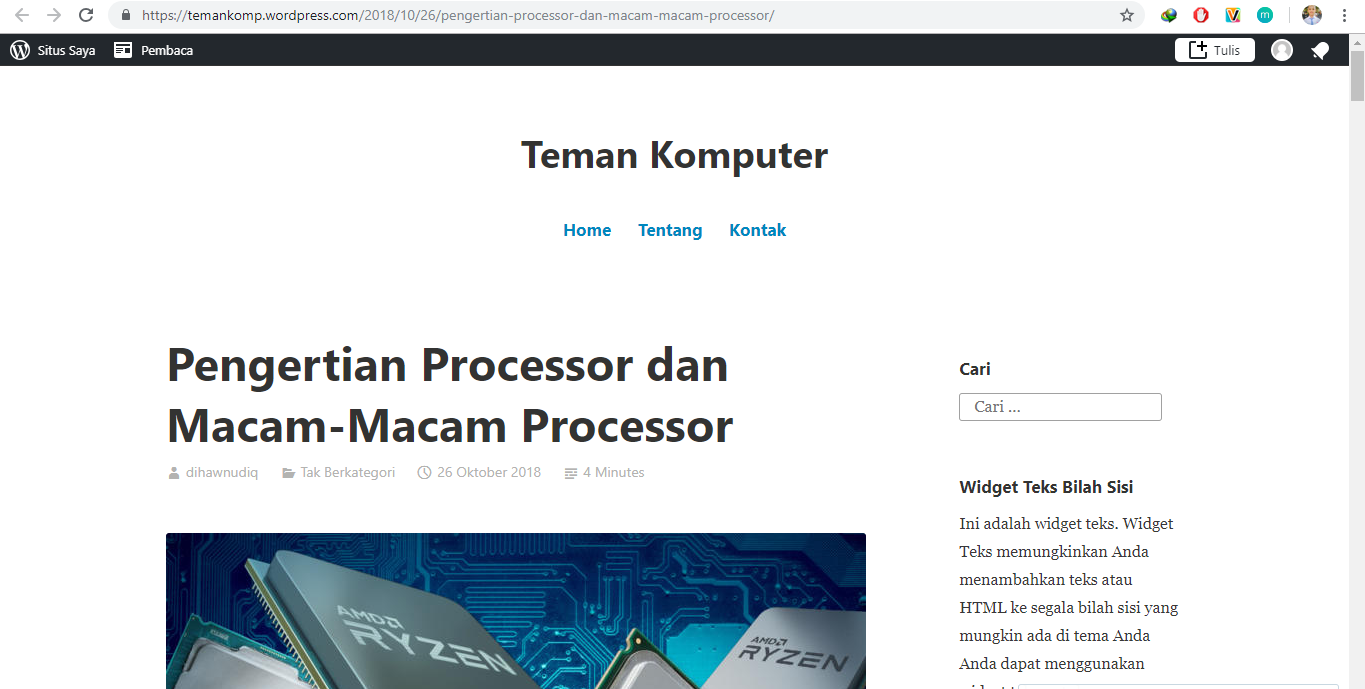 https://temankomp.wordpress.com/2018/10/26/pengertian-processor-dan-macam-macam-processor/
m
Situs Saya
Pembaca
Tulis
Teman Komputer
Home Tentang Kontak
Pengertian Processor dan
Macam-Macam Processor
dihawnudiq Tak Berkategori 26 Oktober 2018 4 Minutes
AMD
RYZEN
AMD
RYZEN
Cari
Cari ...
Widget Teks Bilah Sisi
Ini adalah widget teks. Widget
Teks memungkinkan Anda
menambahkan teks atau
HTML ke segala bilah sisi yang
mungkin ada di tema Anda
Anda dapat menggunakan